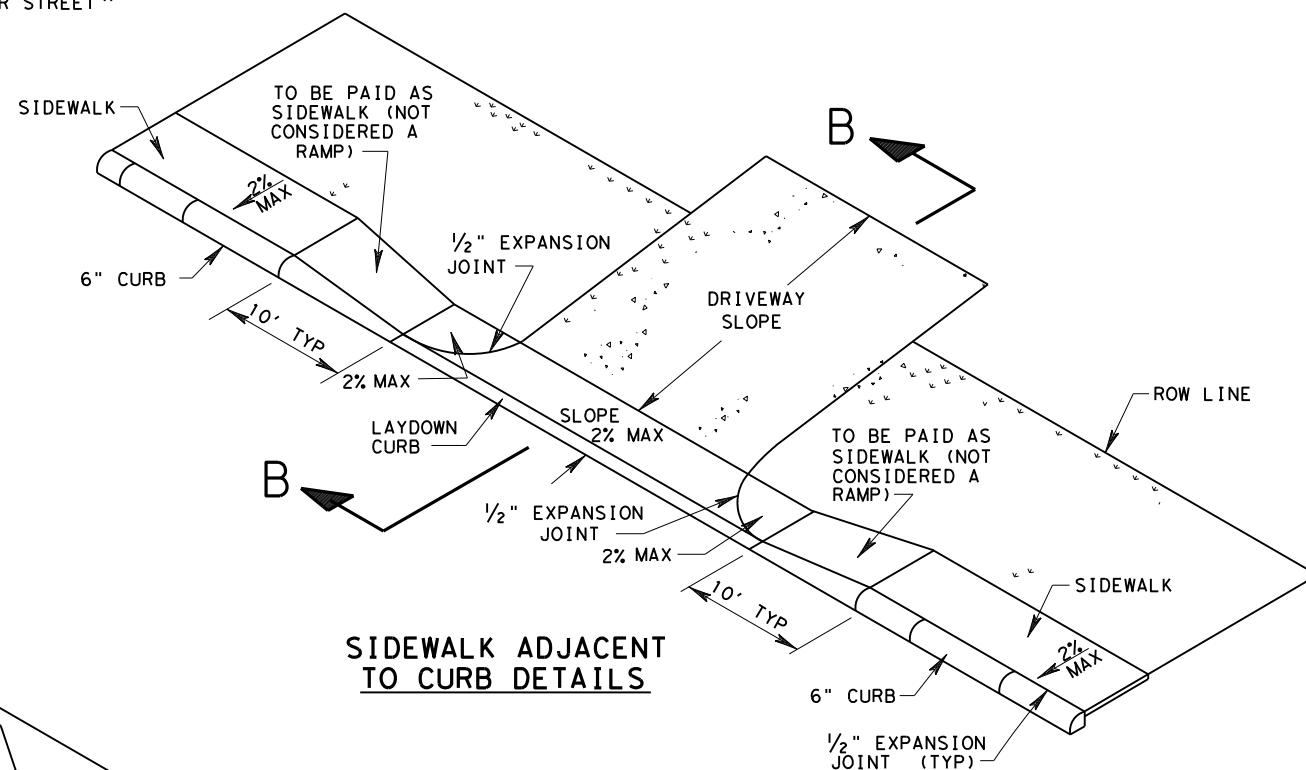 R STREET"
SIDEWALK
TO BE PAID AS
SIDEWALK (NOT
CONSIDERED A
RAMP)
B
2%
MAX
1/2" EXPANSION
JOINT
6" CURB
DRIVEWAY
SLOPE
10' TYP
2% MAX
ROW LINE
SLOPE
2% MAX
LAYDOWN
CURB
TO BE PAID AS
SIDEWALK (NOT
CONSIDERED A
RAMP)
B
1/2" EXPANSION
JOINT
2% MAX
10' TYP
SIDEWALK
SIDEWALK ADJACENT
TO CURB DETAILS
2%
MAX
6" CURB
1/2" EXPANSION
JOINT (TYP)